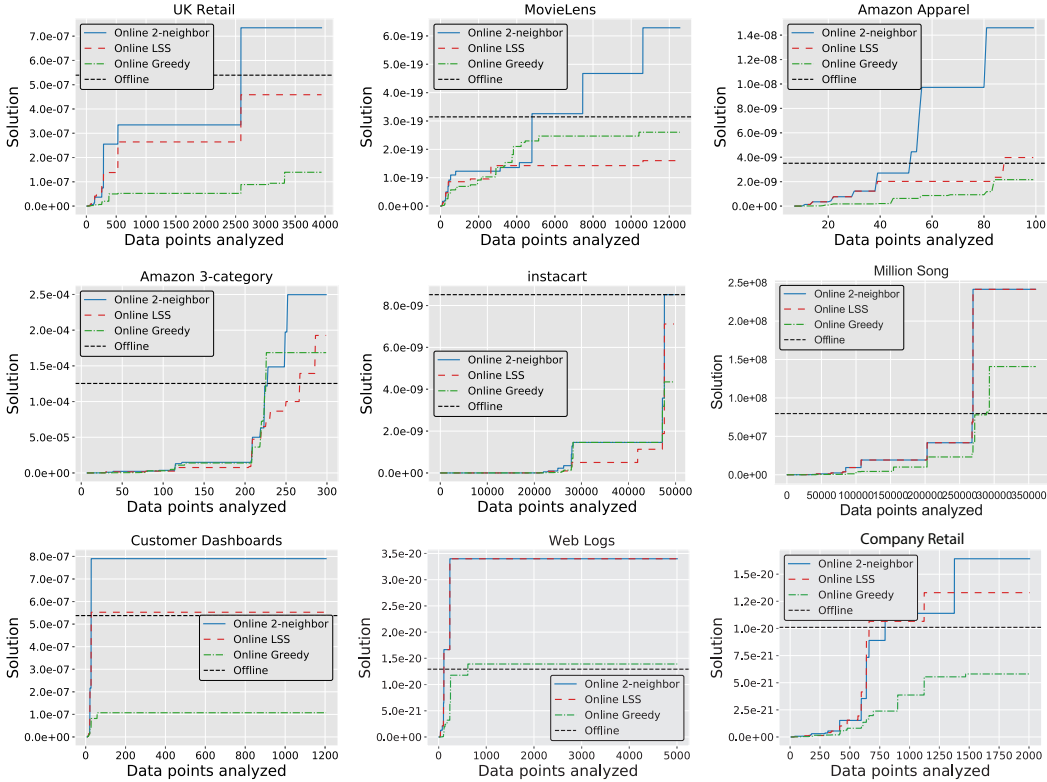 UK Retail
Solution
7.0e-07
6.0e-07
5.0e-07
4.0e-07
3.0e-07
2.0e-07
1.0e-07
0.0e+00
Online 2-neighbor
Online LSS
Online Greedy
Offline
0 500 1000 1500 2000 2500 3000 3500 4000
Data points analyzed
MovieLens
Solution
6.0e-19
5.0e-19
4.0e-19
3.0e-19
2.0e-19
1.0e-19
0.0e+00
Online 2-neighbor
Online LSS
Online Greedy
Offline
0 2000 4000 6000 8000 10000 12000
Data points analyzed
Amazon Apparel
Solution
1.4e-08
1.2e-08
1.0e-08
8.0e-09
6.0e-09
4.0e-09
2.0e-09
0.0e+00
Online 2-neighbor
Online LSS
Online Greedy
Offline
20 40 60 80 100
Data points analyzed
Amazon 3-category
Solution
2.5e-04
2.0e-04
1.5e-04
1.0e-04
5.0e-05
0.0e+00
Online 2-neighbor
Online LSS
Online Greedy
Offline
0 50 100 150 200 250 300
Data points analyzed
instacart
Solution
8.0e-09
6.0e-09
4.0e-09
2.0e-09
0.0e+00
Online 2-neighbor
Online LSS
Online Greedy
Offline
0 10000 20000 30000 40000 50000
Data points analyzed
Million Song
Solution
2.5e+08
2.0e+08
1.5e+08
1.0e+08
5.0e+07
0.0e+00
Online 2-neighbor
Online LSS
Online Greedy
Offline
0 50000 100000 150000 200000 250000 300000 350000
Data points analyzed
Customer Dashboards
Solution
8.0e-07
7.0e-07
6.0e-07
5.0e-07
4.0e-07
3.0e-07
2.0e-07
1.0e-07
0.0e+00
Online 2-neighbor
Online LSS
Online Greedy
Offline
0 200 400 600 800 1000 1200
Data points analyzed
Web Logs
Solution
3.5e-20
3.0e-20
2.5e-20
2.0e-20
1.5e-20
1.0e-20
5.0e-21
0.0e+00
Online 2-neighbor
Online LSS
Online Greedy
Offline
0 1000 2000 3000 4000 5000
Data points analyzed
Company Retail
Solution
1.5e-20
1.2e-20
1.0e-20
7.5e-21
5.0e-21
2.5e-21
0.0e+00
Online 2-neighbor
Online LSS
Online Greedy
Offline
0 250 500 750 1000 1250 1500 1750 2000
Data points analyzed